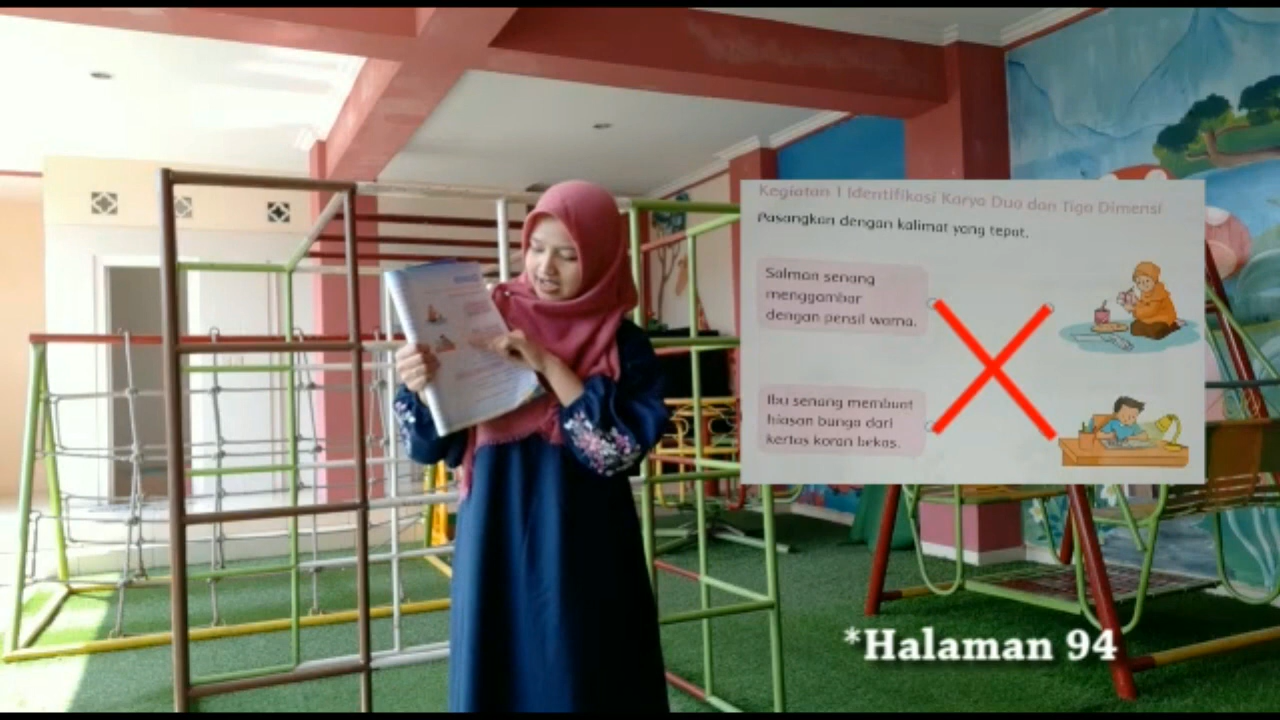 Kegiatan 1 Identifikasi Karya Dua dan Tiga Dimensi
Pasangkan dengan kalimat yang tepat.
Salman senang
menggambar
dengan pensil warna.
Ibu senang membuat
hiasan bunga dari
kertas koran bekas.
*Halaman 94